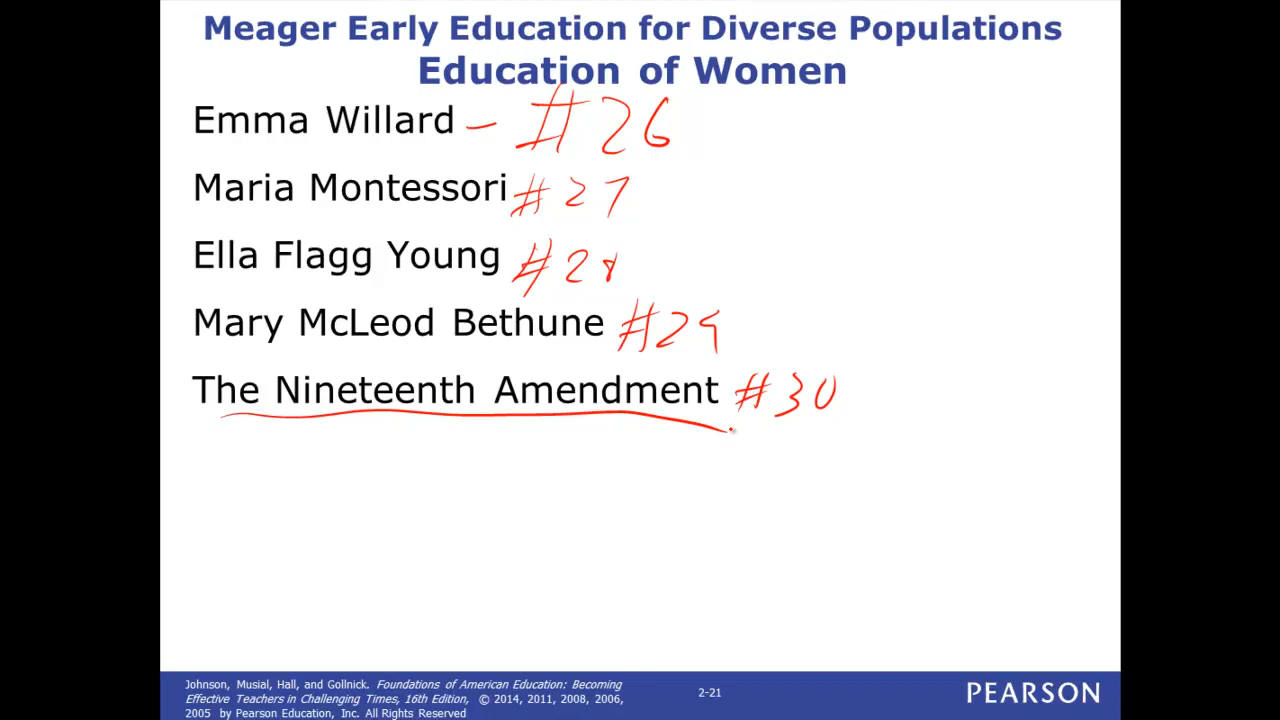 Meager Early Education for Diverse Populations
Education of Women
Emma Willard – #26
Maria Montessori #27
Ella Flagg Young #28
Mary McLeod Bethune #29
The Nineteenth Amendment #30
Johnson, Musial, Hall, and Gollnick. Foundations of American Education: Becoming
Effective Teachers in Challenging Times, 16th Edition, © 2014, 2011, 2008, 2006,
2005 by Pearson Education, Inc. All Rights Reserved
2-21
PEARSON